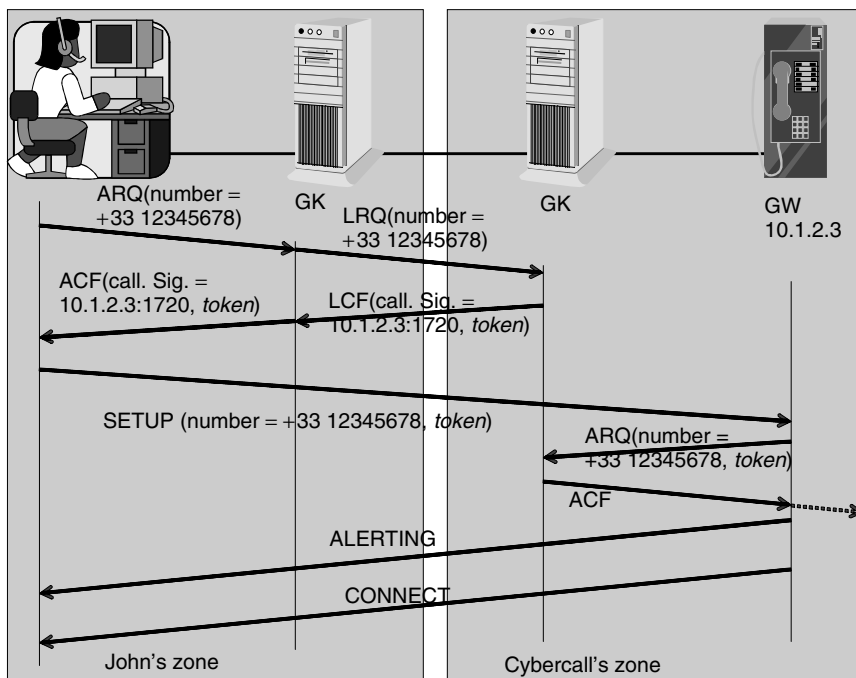 GK
GK
GW
10.1.2.3
ARQ(number =
+33 12345678)
LRQ(number =
+33 12345678)
ACF(call. Sig. =
10.1.2.3:1720, token)
LCF(call. Sig. =
10.1.2.3:1720, token)
SETUP (number = +33 12345678, token)
ARQ(number =
+33 12345678, token)
ACF
ALERTING
CONNECT
John's zone
Cybercall's zone